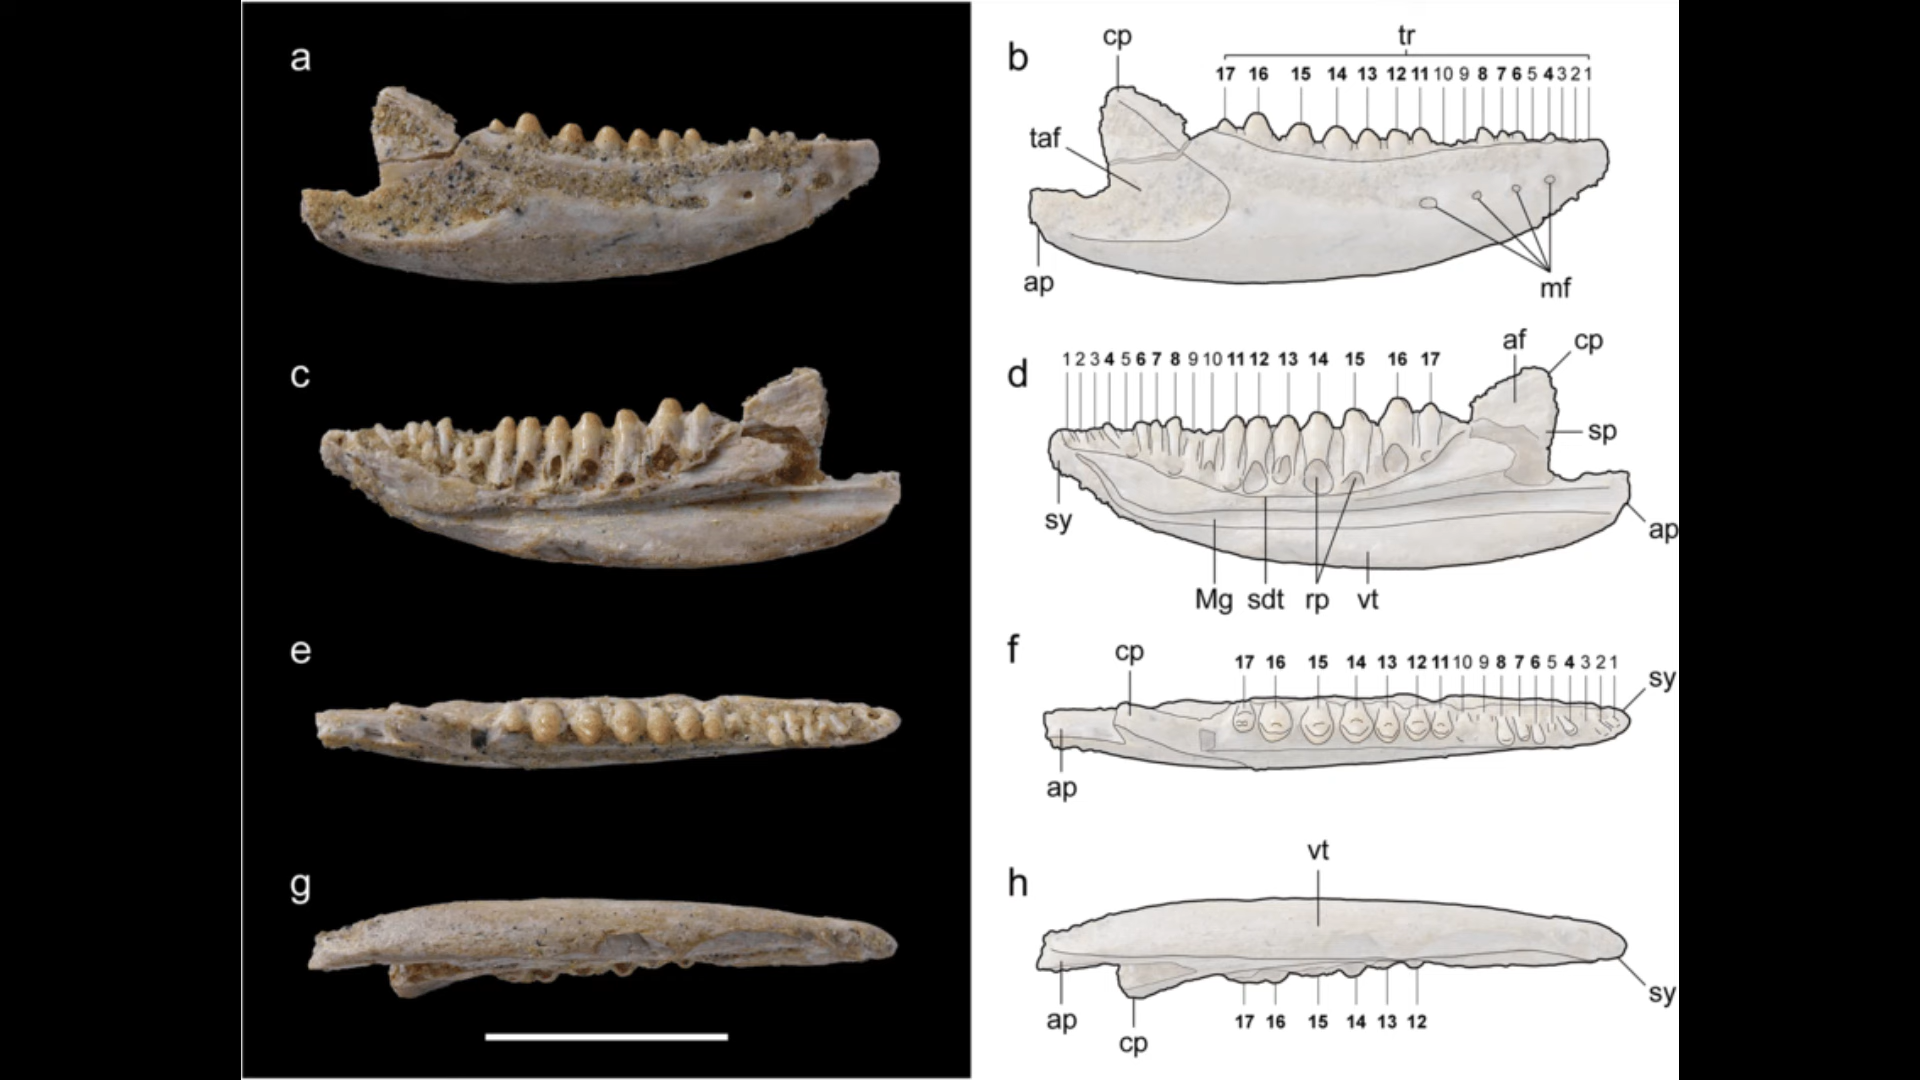 a
b
cp
tr
17 16 15 14 13 12 11 10 9 8 7 6 5 4 3 2 1
taf
ap
mf
c
d
1 2 3 4 5 6 7 8 9 10 11 12 13 14 15 16 17
af
cp
sp
sy
ap
Mg sdt rp vt
e
f
cp
17 16 15 14 13 12 11 10 9 8 7 6 5 4 3 2 1
sy
ap
g
h
vt
sy
ap
cp
17 16 15 14 13 12